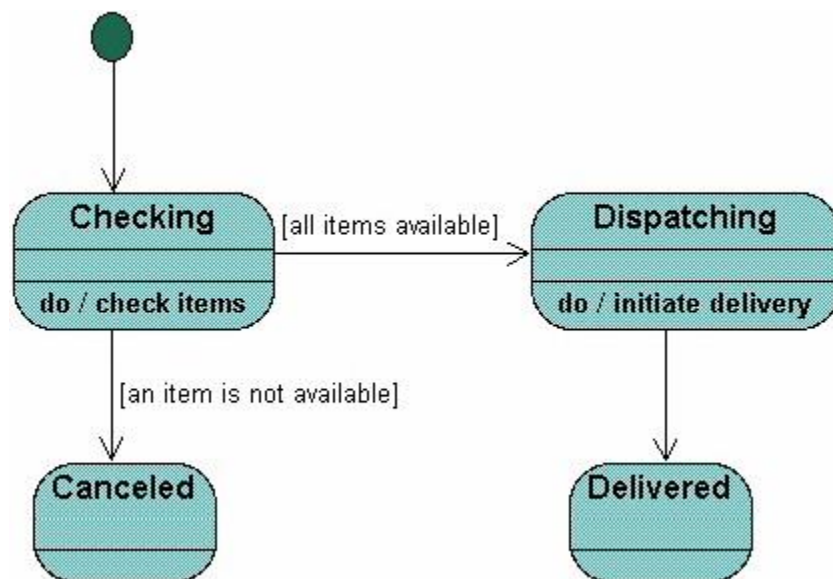 Checking
[all items available]
Dispatching
do / check items
do / initiate delivery
[an item is not available]
Canceled
Delivered